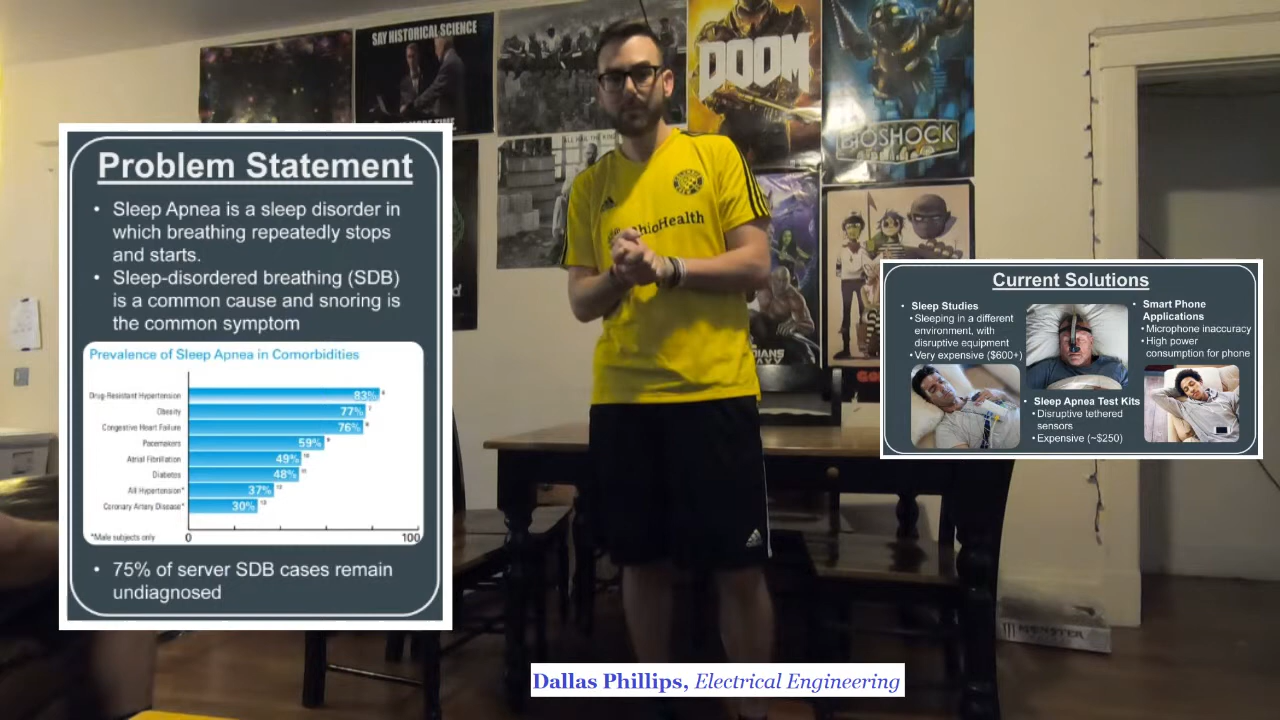 SAY HISTORICAL SCIENCE
DOOM
BIOSHOCK
OhioHealth
Problem Statement
• Sleep Apnea is a sleep disorder in
which breathing repeatedly stops
and starts.
• Sleep-disordered breathing (SDB)
is a common cause and snoring is
the common symptom
Prevalence of Sleep Apnea in Comorbidities
Drug-Resistant Hypertension 83%
Obesity 77%
Congestive Heart Failure 76%
Pacemakers 59%
Atrial Fibrillation 49%
Diabetes 48%
All Hypertension* 37%
Coronary Artery Disease* 30%
*Male subjects only 0 100
• 75% of server SDB cases remain
undiagnosed
Current Solutions
• Sleep Studies
• Sleeping in a different
environment, with
disruptive equipment
• Very expensive ($600+)
• Sleep Apnea Test Kits
• Disruptive tethered
sensors
• Expensive (~$250)
• Smart Phone
Applications
• Microphone inaccuracy
• High power
consumption for phone
MONSTER
Dallas Phillips, Electrical Engineering